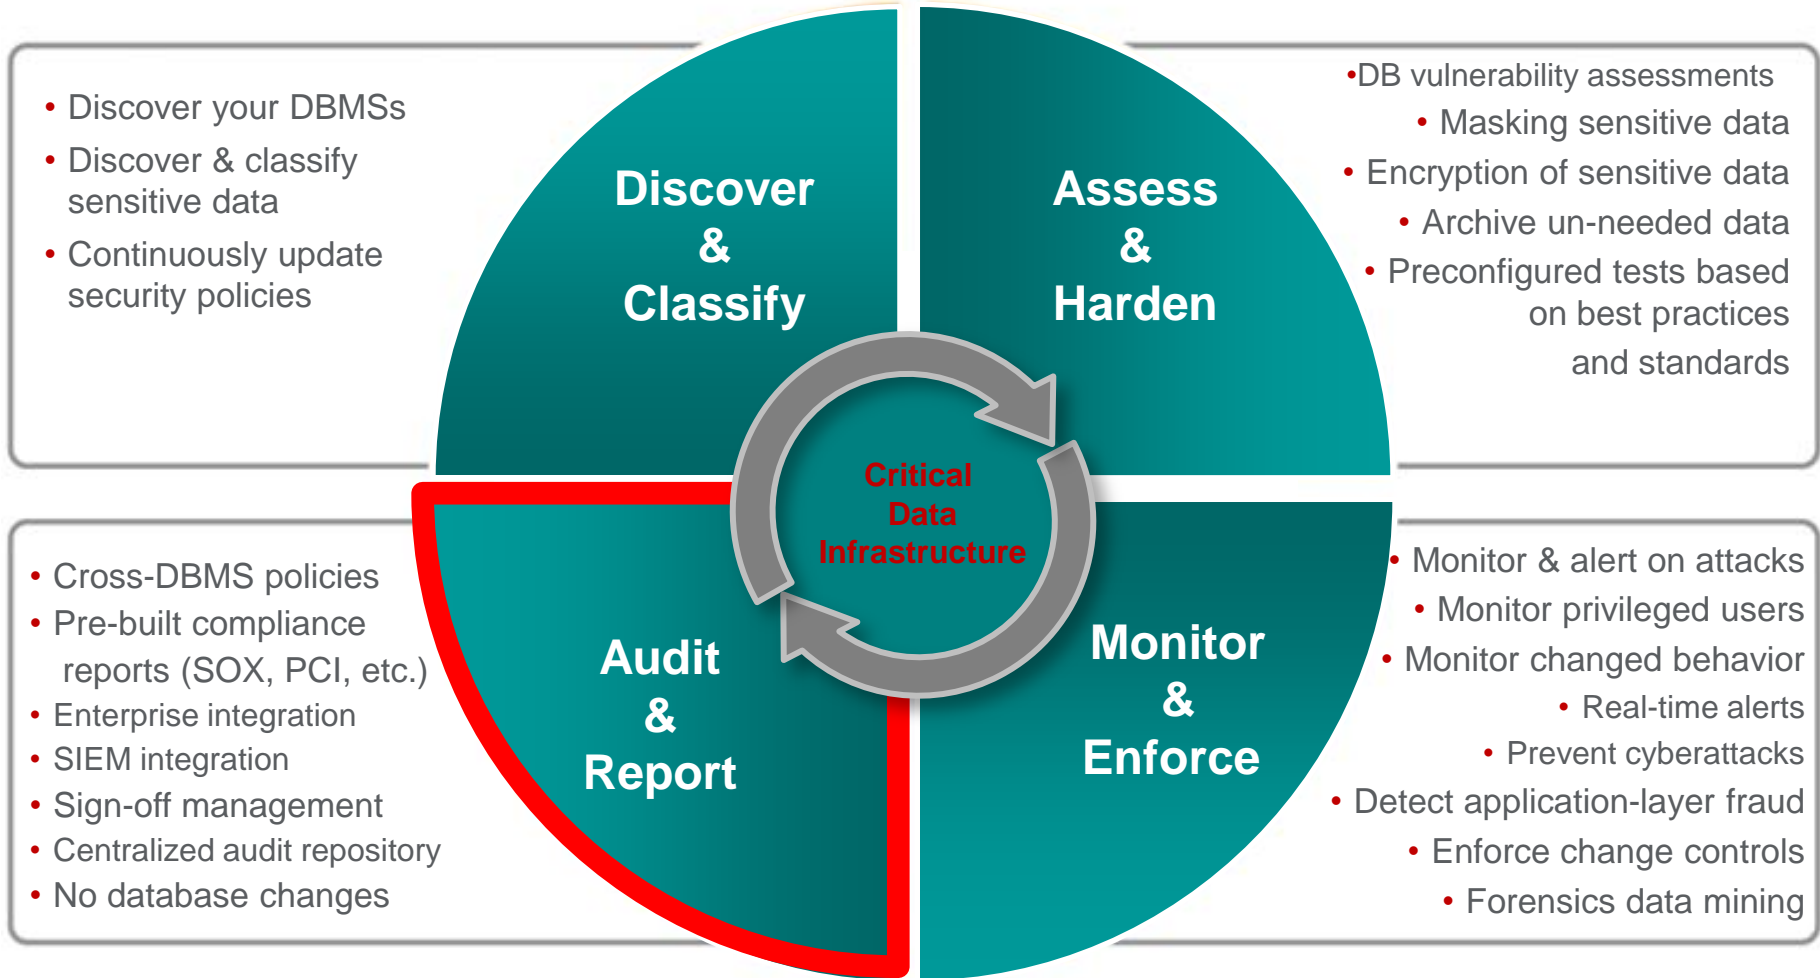 • Discover your DBMSs
• Discover & classify
sensitive data
• Continuously update
security policies
Discover
&
Classify
Assess
&
Harden
•DB vulnerability assessments
• Masking sensitive data
• Encryption of sensitive data
• Archive un-needed data
• Preconfigured tests based
on best practices
and standards
Critical
Data
Infrastructure
• Cross-DBMS policies
• Pre-built compliance
reports (SOX, PCI, etc.)
• Enterprise integration
• SIEM integration
• Sign-off management
• Centralized audit repository
• No database changes
Audit
&
Report
Monitor
&
Enforce
• Monitor & alert on attacks
• Monitor privileged users
• Monitor changed behavior
• Real-time alerts
• Prevent cyberattacks
• Detect application-layer fraud
• Enforce change controls
• Forensics data mining